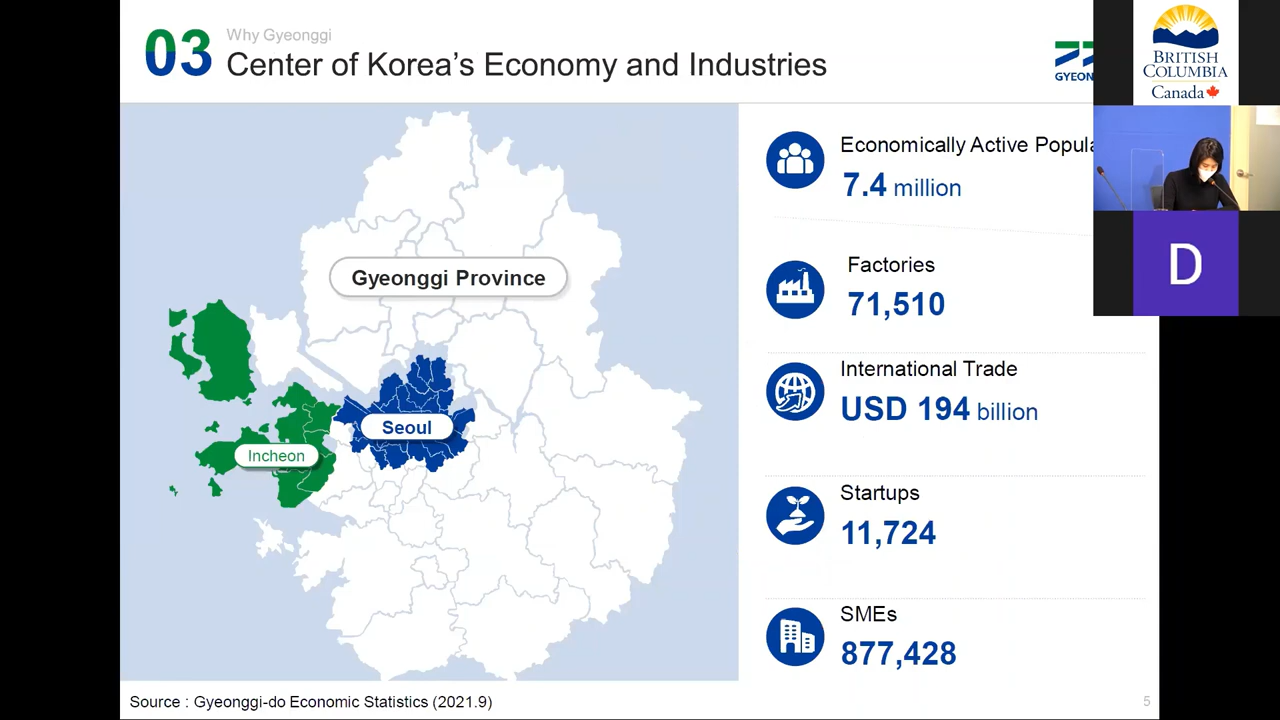 03
Why Gyeonggi
Center of Korea's Economy and Industries
GYEON
BRITISH
COLUMBIA
Canada
Economically Active Popula
7.4 million
D
Gyeonggi Province
Factories
71,510
International Trade
USD 194 billion
Seoul
Incheon
Startups
11,724
SMEs
877,428
Source : Gyeonggi-do Economic Statistics (2021.9)
5